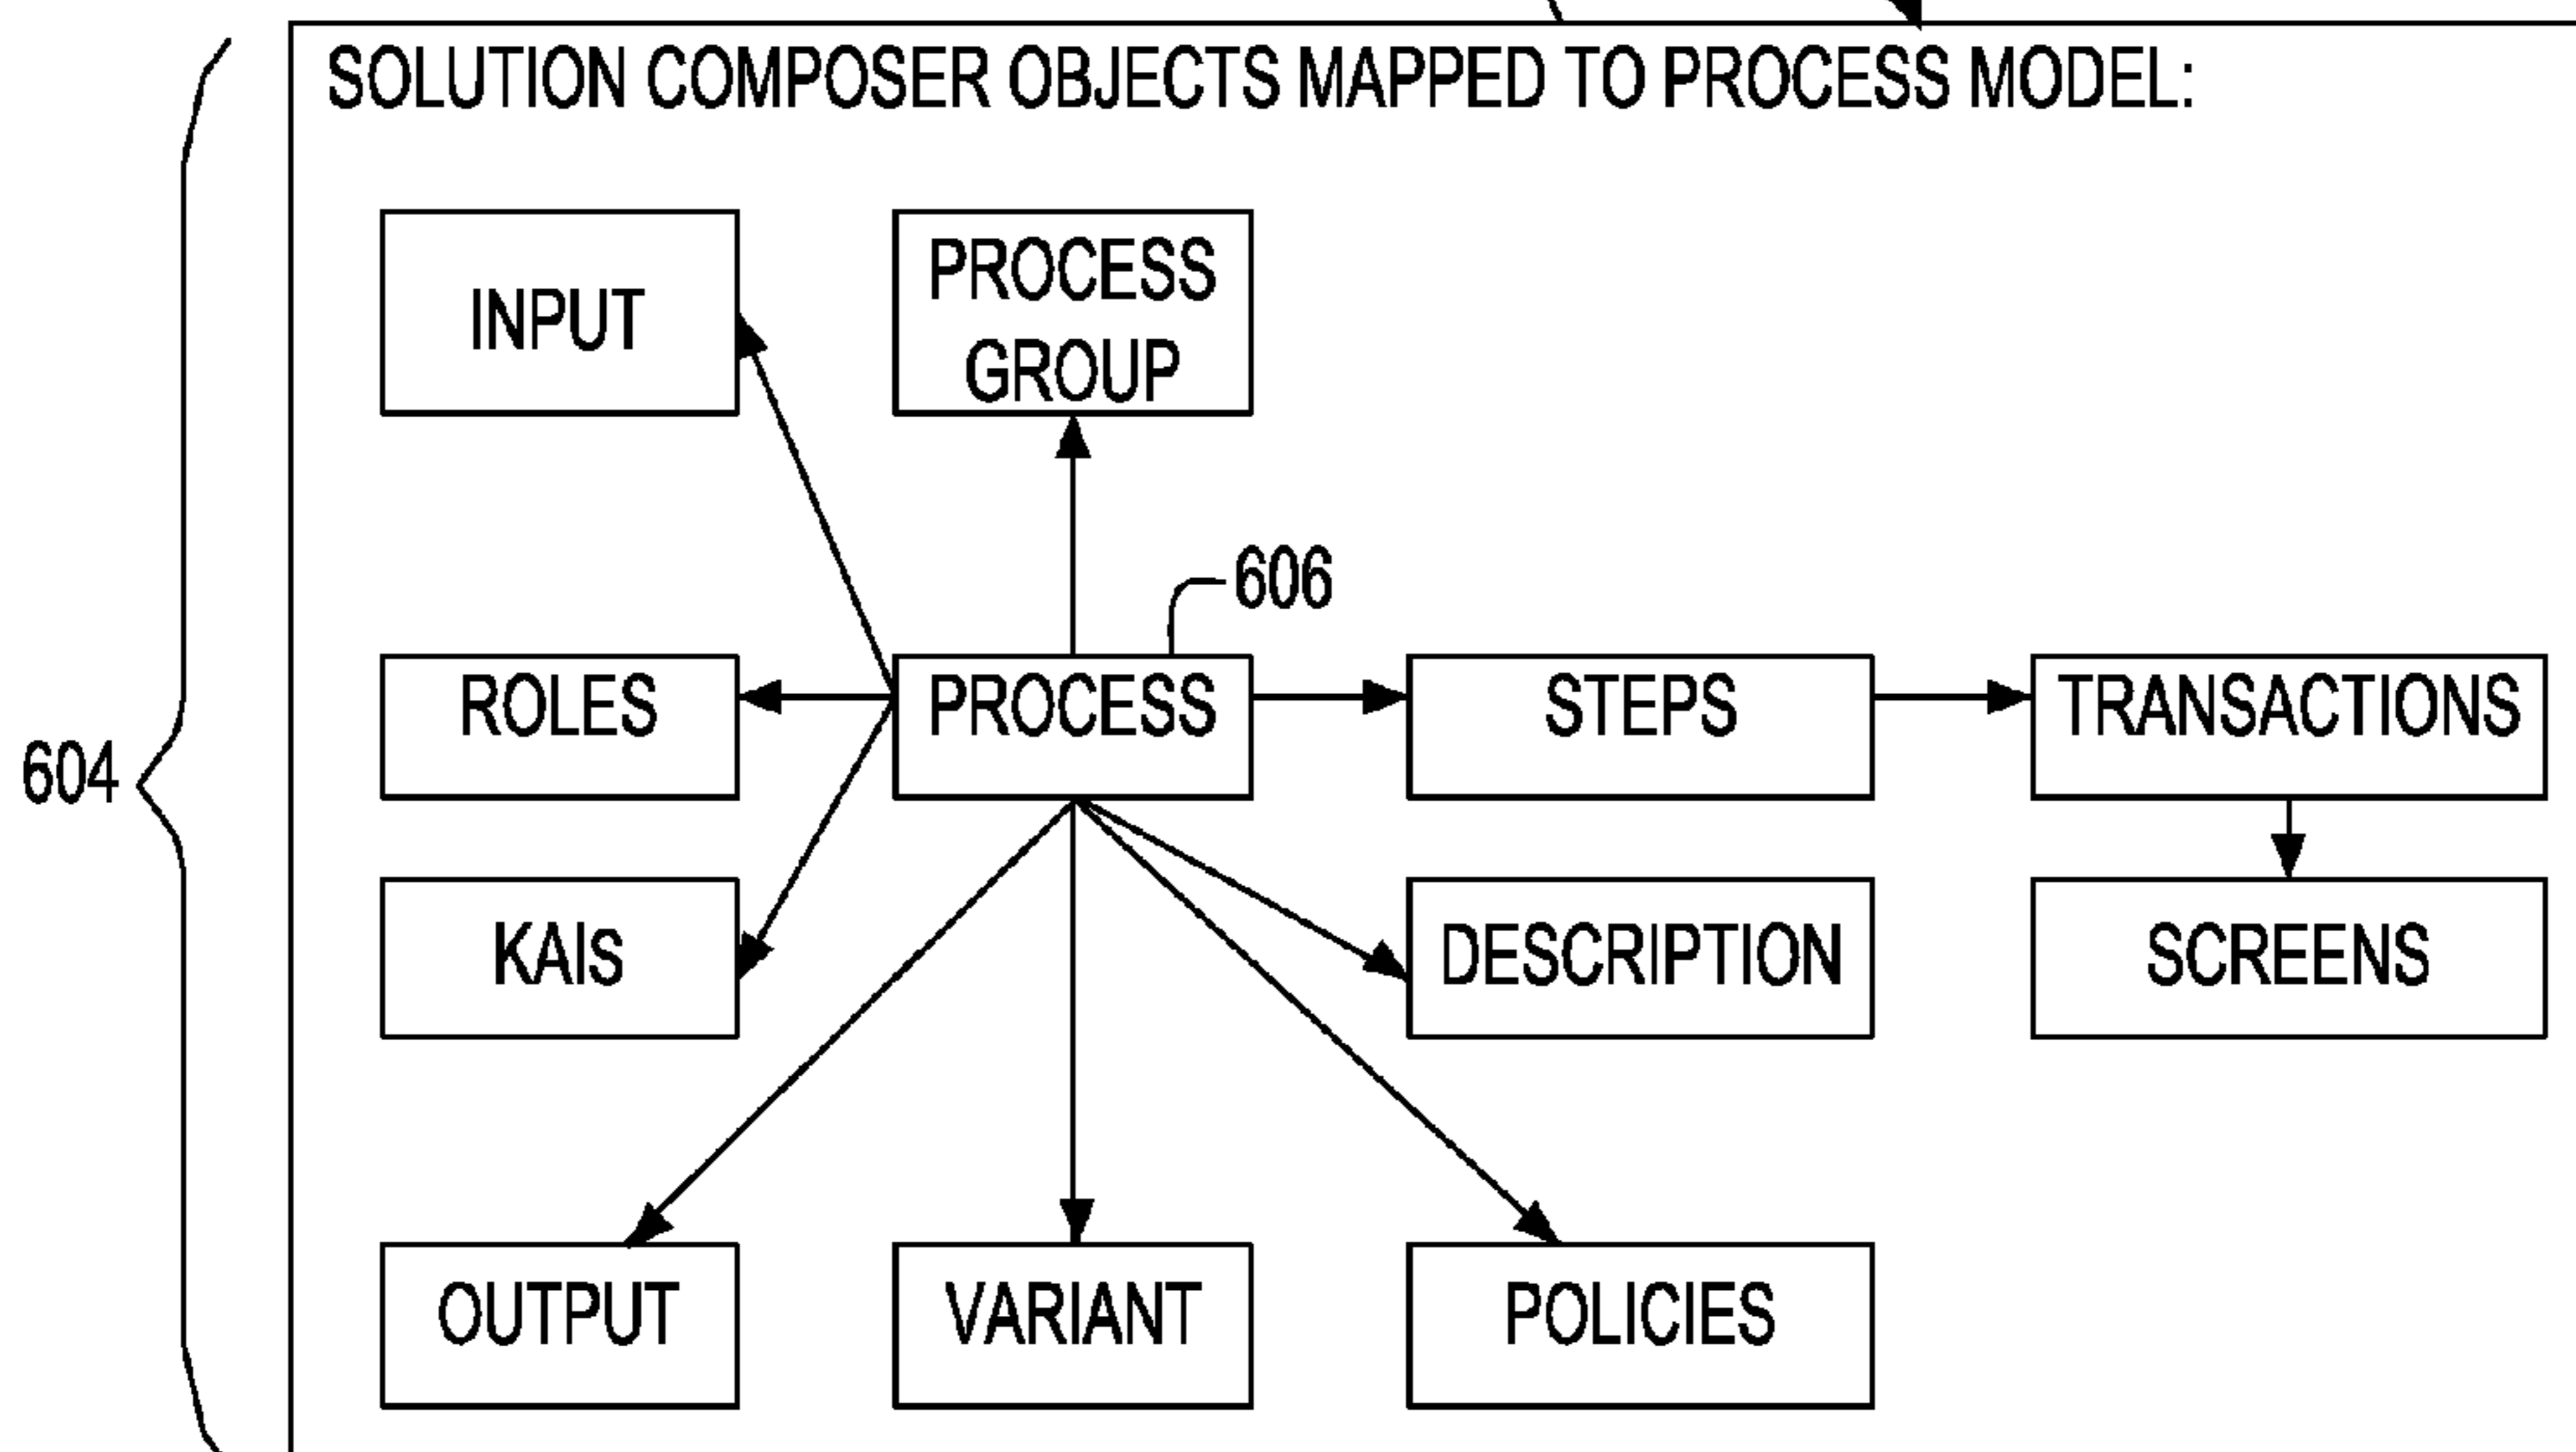 SOLUTION COMPOSER OBJECTS MAPPED TO PROCESS MODEL:
INPUT
PROCESS
GROUP
606
ROLES
PROCESS
STEPS
TRANSACTIONS
604
KAIs
DESCRIPTION
SCREENS
OUTPUT
VARIANT
POLICIES